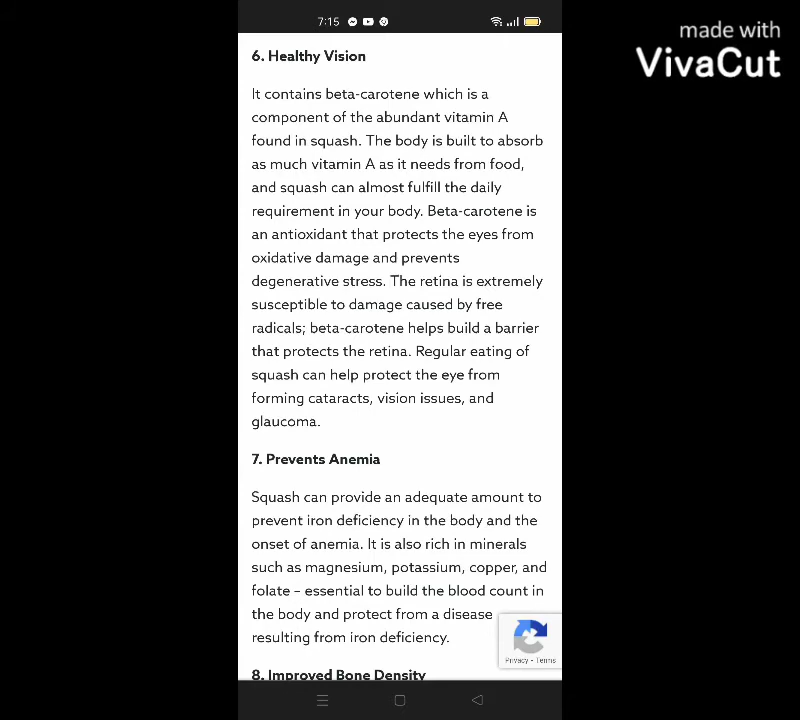 7:15
made with
VivaCut
6. Healthy Vision
It contains beta-carotene which is a
component of the abundant vitamin A
found in squash. The body is built to absorb
as much vitamin A as it needs from food,
and squash can almost fulfill the daily
requirement in your body. Beta-carotene is
an antioxidant that protects the eyes from
oxidative damage and prevents
degenerative stress. The retina is extremely
susceptible to damage caused by free
radicals; beta-carotene helps build a barrier
that protects the retina. Regular eating of
squash can help protect the eye from
forming cataracts, vision issues, and
glaucoma.
7. Prevents Anemia
Squash can provide an adequate amount to
prevent iron deficiency in the body and the
onset of anemia. It is also rich in minerals
such as magnesium, potassium, copper, and
folate – essential to build the blood count in
the body and protect from a disease
resulting from iron deficiency.
Privacy - Terms
8. Improved Bone Density